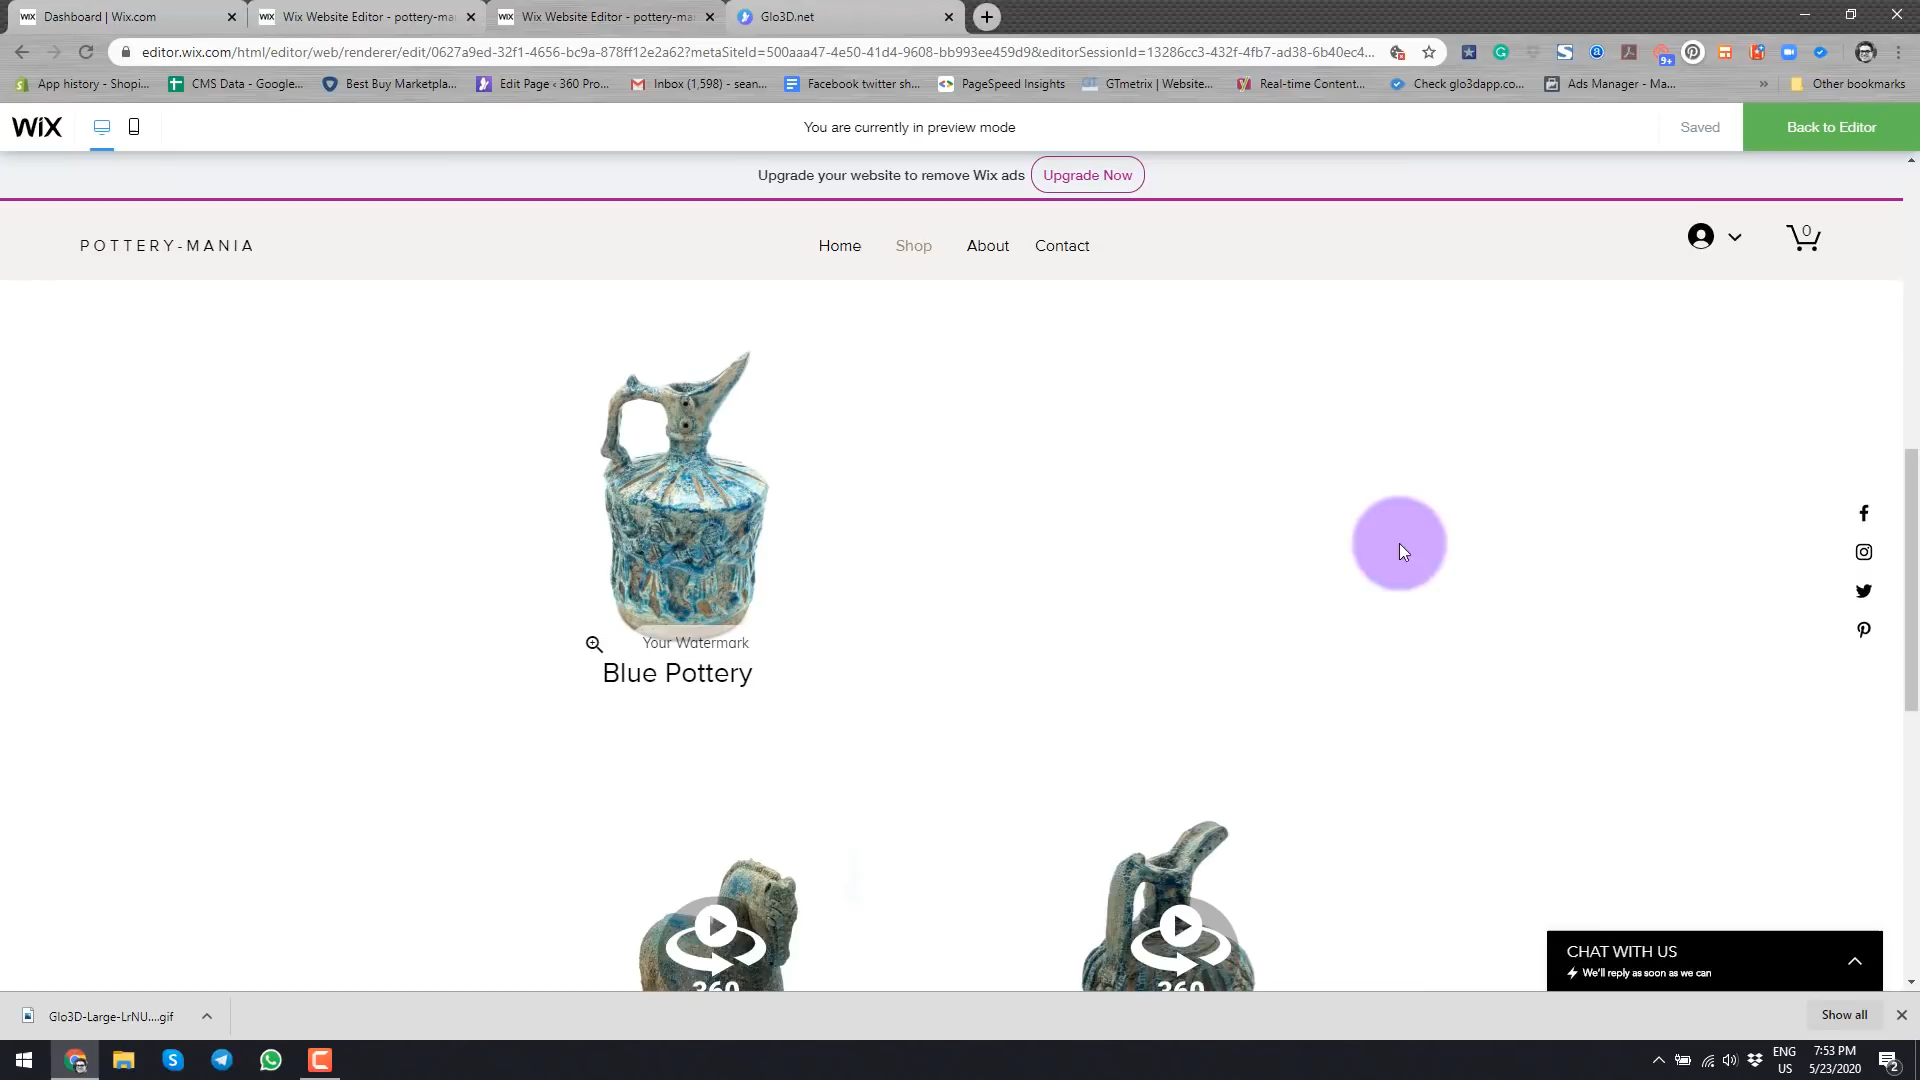 WiX Dashboard | Wix.com
WiX Wix Website Editor - pottery-ma
WiX Wix Website Editor - pottery-ma
Glo3D.net
editor.wix.com/html/editor/web/renderer/edit/0627a9ed-32f1-4656-bc9a-878ff12e2a62?metaSiteId=500aaa47-4e50-41d4-9608-bb993ee459d9&editorSessionId=13286cc3-432f-4fb7-ad38-6b40ec4...
9+
App history - Shopi...
CMS Data - Google...
Best Buy Marketpla...
Edit Page ‹ 360 Pro...
Inbox (1,598) - sean...
Facebook twitter sh...
PageSpeed Insights
GTmetrix | Website...
Real-time Content...
Check glo3dapp.co...
Ads Manager - Ma...
»
Other bookmarks
WiX
You are currently in preview mode
Saved
Back to Editor
Upgrade your website to remove Wix ads
Upgrade Now
POTTERY-MANIA
Home
Shop
About
Contact
0
Your Watermark
Blue Pottery
360
360
CHAT WITH US
We'll reply as soon as we can
Glo3D-Large-LrNU....gif
Show all
ENG
US
7:53 PM
5/23/2020
2